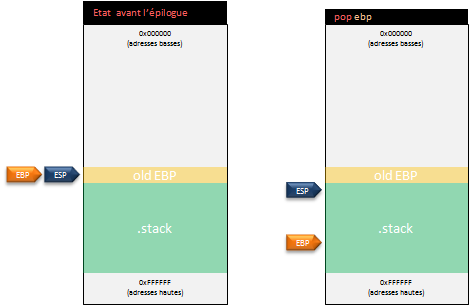 Etat avant l'épilogue
0x000000
(adresses basses)
EBP
ESP
old EBP
.stack
0xFFFFFF
(adresses hautes)
pop ebp
0x000000
(adresses basses)
old EBP
ESP
.stack
EBP
0xFFFFFF
(adresses hautes)